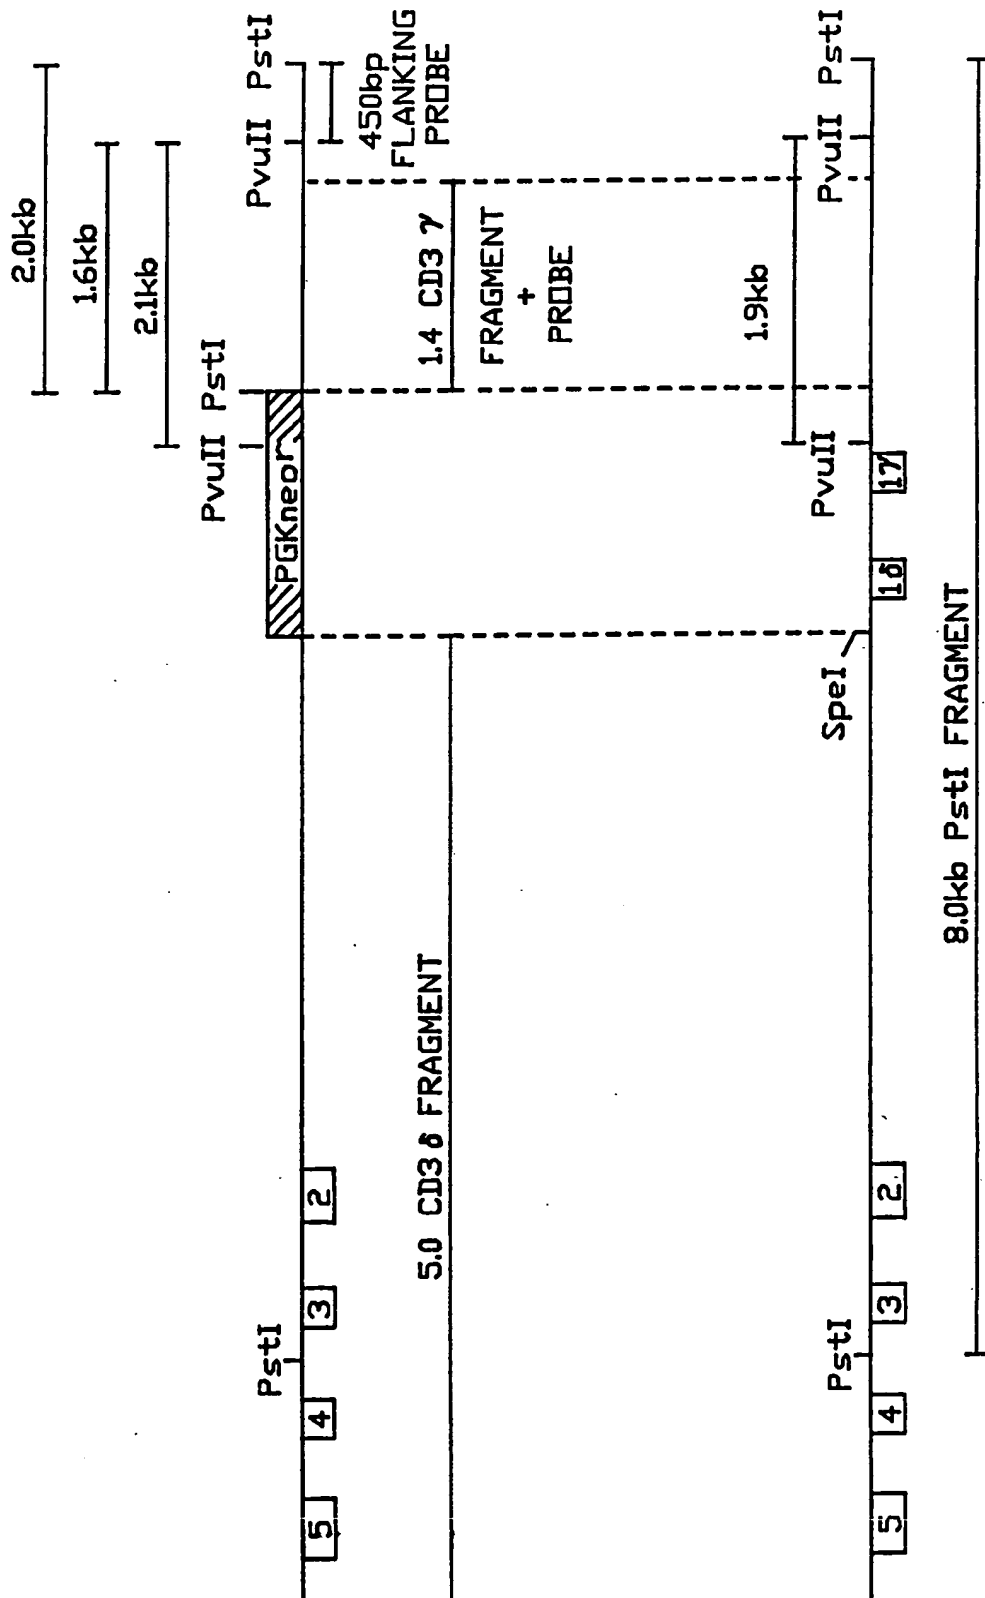 2.0kb
1.6kb
2.1kb
PstI
PvuII
PstI
PvuII
PstI
PGKneor
5
4
3
2
450bp
FLANKING
PROBE
5.0 CD3 δ FRAGMENT
1.4 CD3 γ
FRAGMENT
+
PROBE
1.9kb
PstI
SpeI
PvuII
PvuII
PstI
5
4
3
2
1δ
1γ
8.0kb PstI FRAGMENT